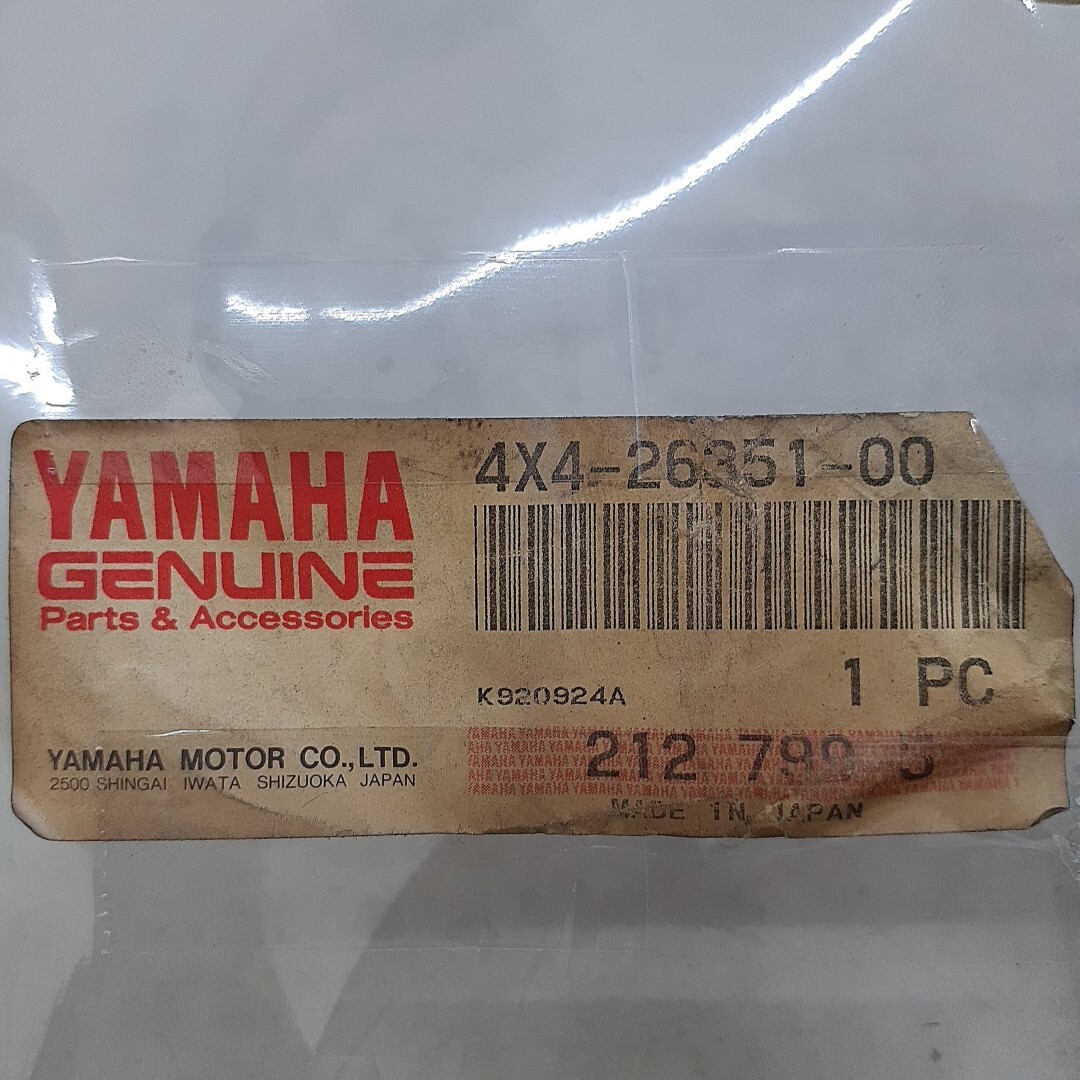 YAMAHA
GENUINE
Parts & Accessories
YAMAHA MOTOR CO.,LTD.
2500 SHINGAI IWATA SHIZUOKA JAPAN
4X4-26351-00
1 PC
K920924A
212 799 5
MADE IN JAPAN